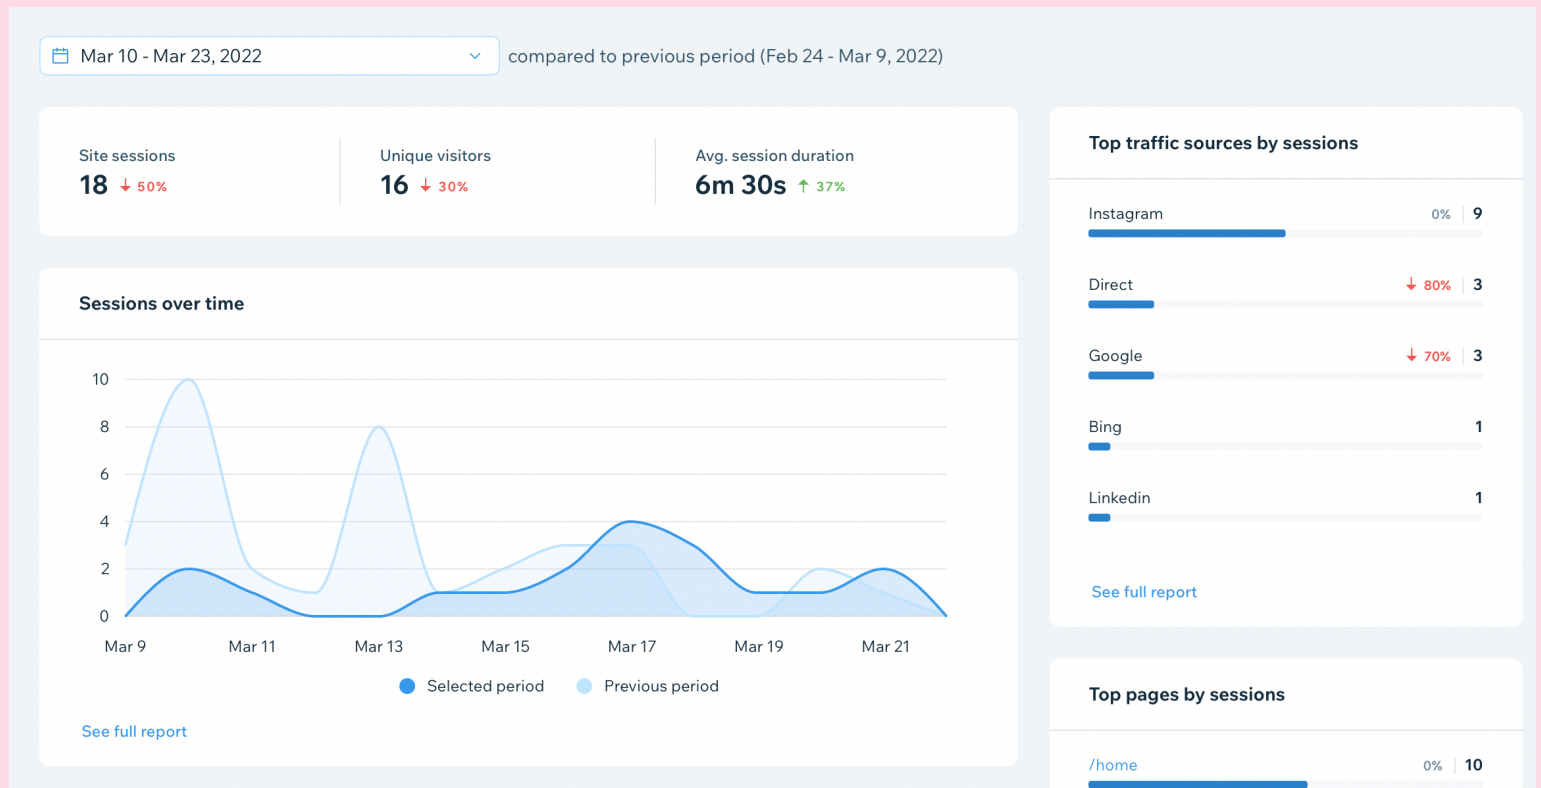 Mar 10 - Mar 23, 2022 compared to previous period (Feb 24 - Mar 9, 2022)
Site sessions
18 50%
Unique visitors
16 30%
Avg. session duration
6m 30s 37%
Sessions over time
10
8
6
4
2
0
Mar 9 Mar 11 Mar 13 Mar 15 Mar 17 Mar 19 Mar 21
Selected period Previous period
See full report
Top traffic sources by sessions
Instagram 0% 9
Direct 80% 3
Google 70% 3
Bing 1
Linkedin 1
See full report
Top pages by sessions
/home 0% 10